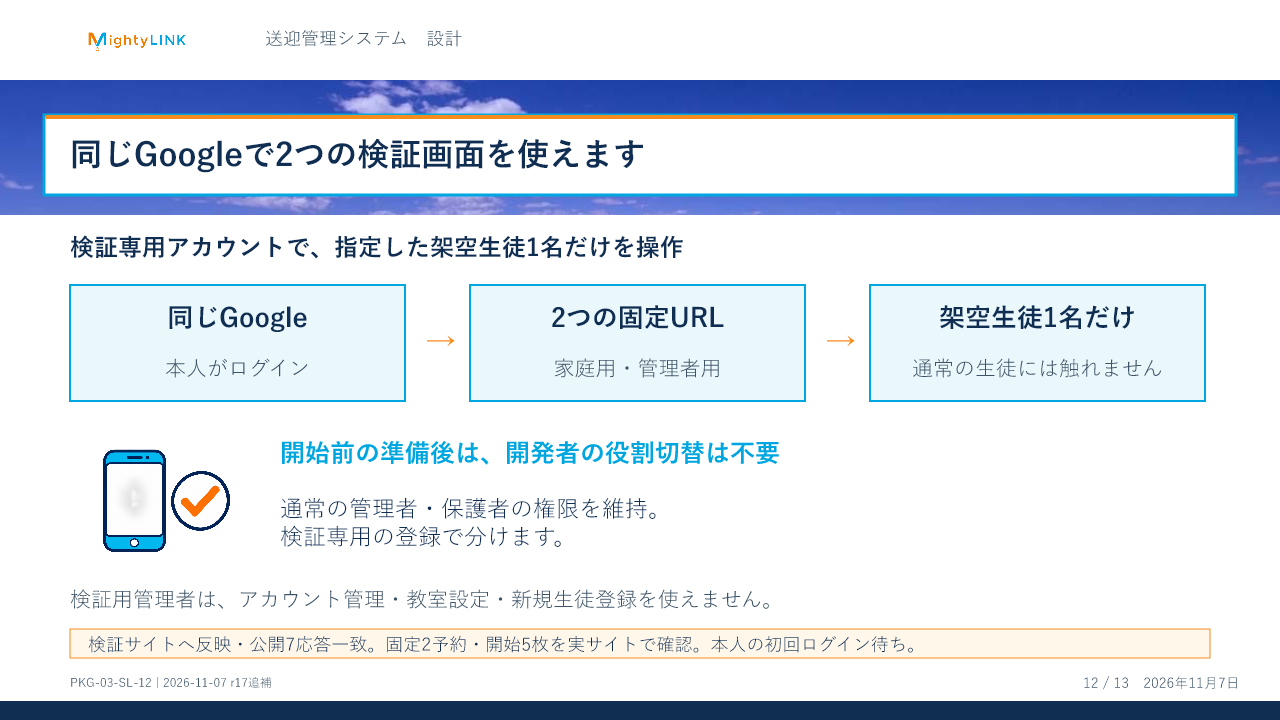 MightyLINK
送迎管理システム　設計
同じGoogleで2つの検証画面を使えます
検証専用アカウントで、指定した架空生徒1名だけを操作
同じGoogle
本人がログイン
→
2つの固定URL
家庭用・管理者用
→
架空生徒1名だけ
通常の生徒には触れません
開始前の準備後は、開発者の役割切替は不要
通常の管理者・保護者の権限を維持。
検証専用の登録で分けます。
検証用管理者は、アカウント管理・教室設定・新規生徒登録を使えません。
検証サイトへ反映・公開7応答一致。固定2予約・開始5枚を実サイトで確認。本人の初回ログイン待ち。
PKG-03-SL-12 | 2026-11-07 r17追補
12 / 13　2026年11月7日